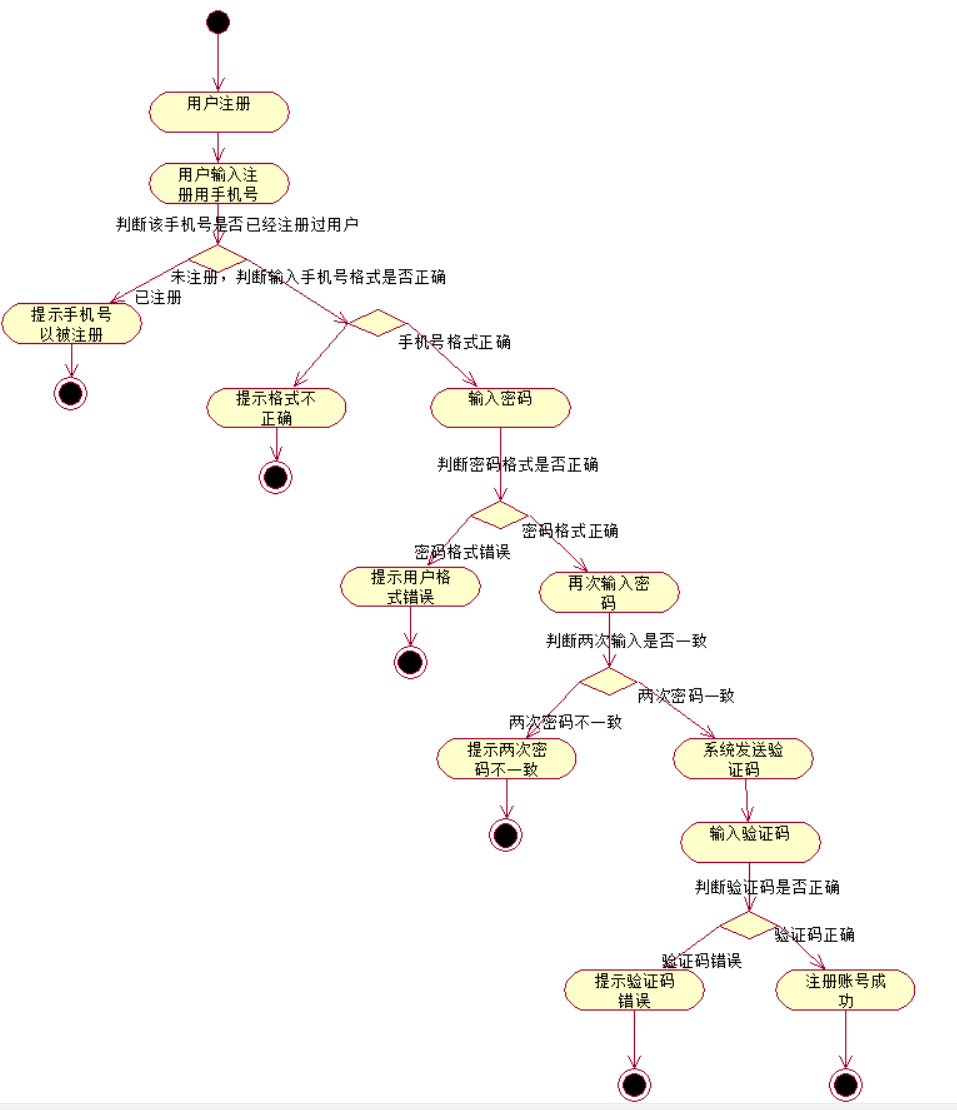 用户注册
用户输入注
册用手机号
判断该手机号是否已经注册过用户
未注册，判断输入手机号格式是否正确
已注册
提示手机号
以被注册
手机号格式正确
提示格式不
正确
输入密码
判断密码格式是否正确
密码格式正确
密码格式错误
提示用户格
式错误
再次输入密
码
判断两次输入是否一致
两次密码一致
两次密码不一致
提示两次密
码不一致
系统发送验
证码
输入验证码
判断验证码是否正确
验证码正确
验证码错误
提示验证码
错误
注册账号成
功